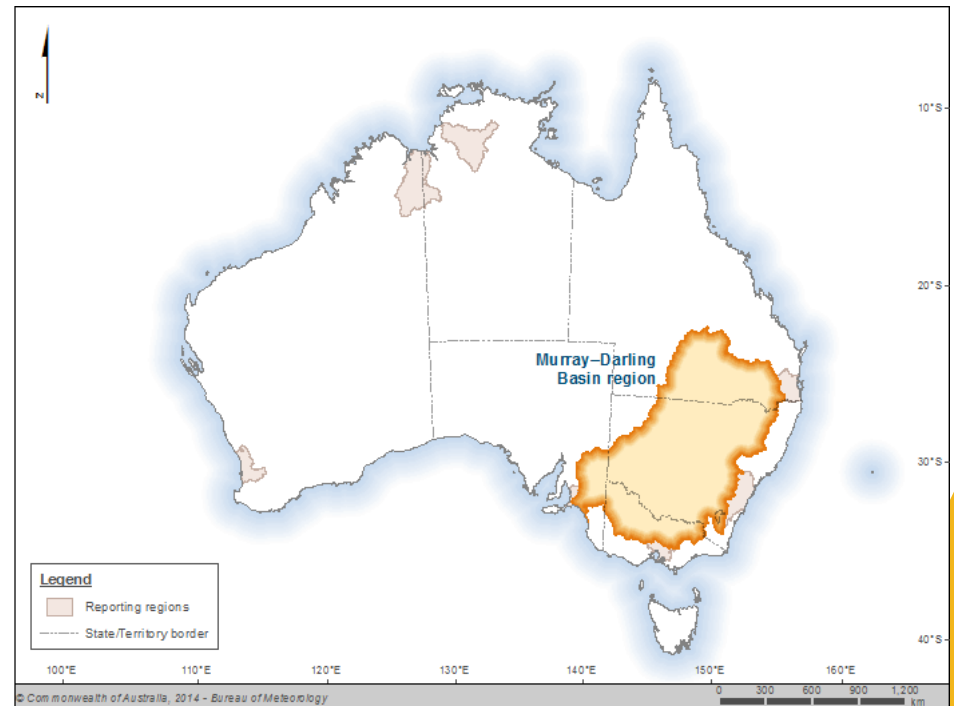 N
10°S
20°S
Murray–Darling
Basin region
30°S
Legend
Reporting regions
State/Territory border
40°S
100°E 110°E 120°E 130°E 140°E 150°E 160°E
© Commonwealth of Australia, 2014 - Bureau of Meteorology
0 300 600 900 1,200
km